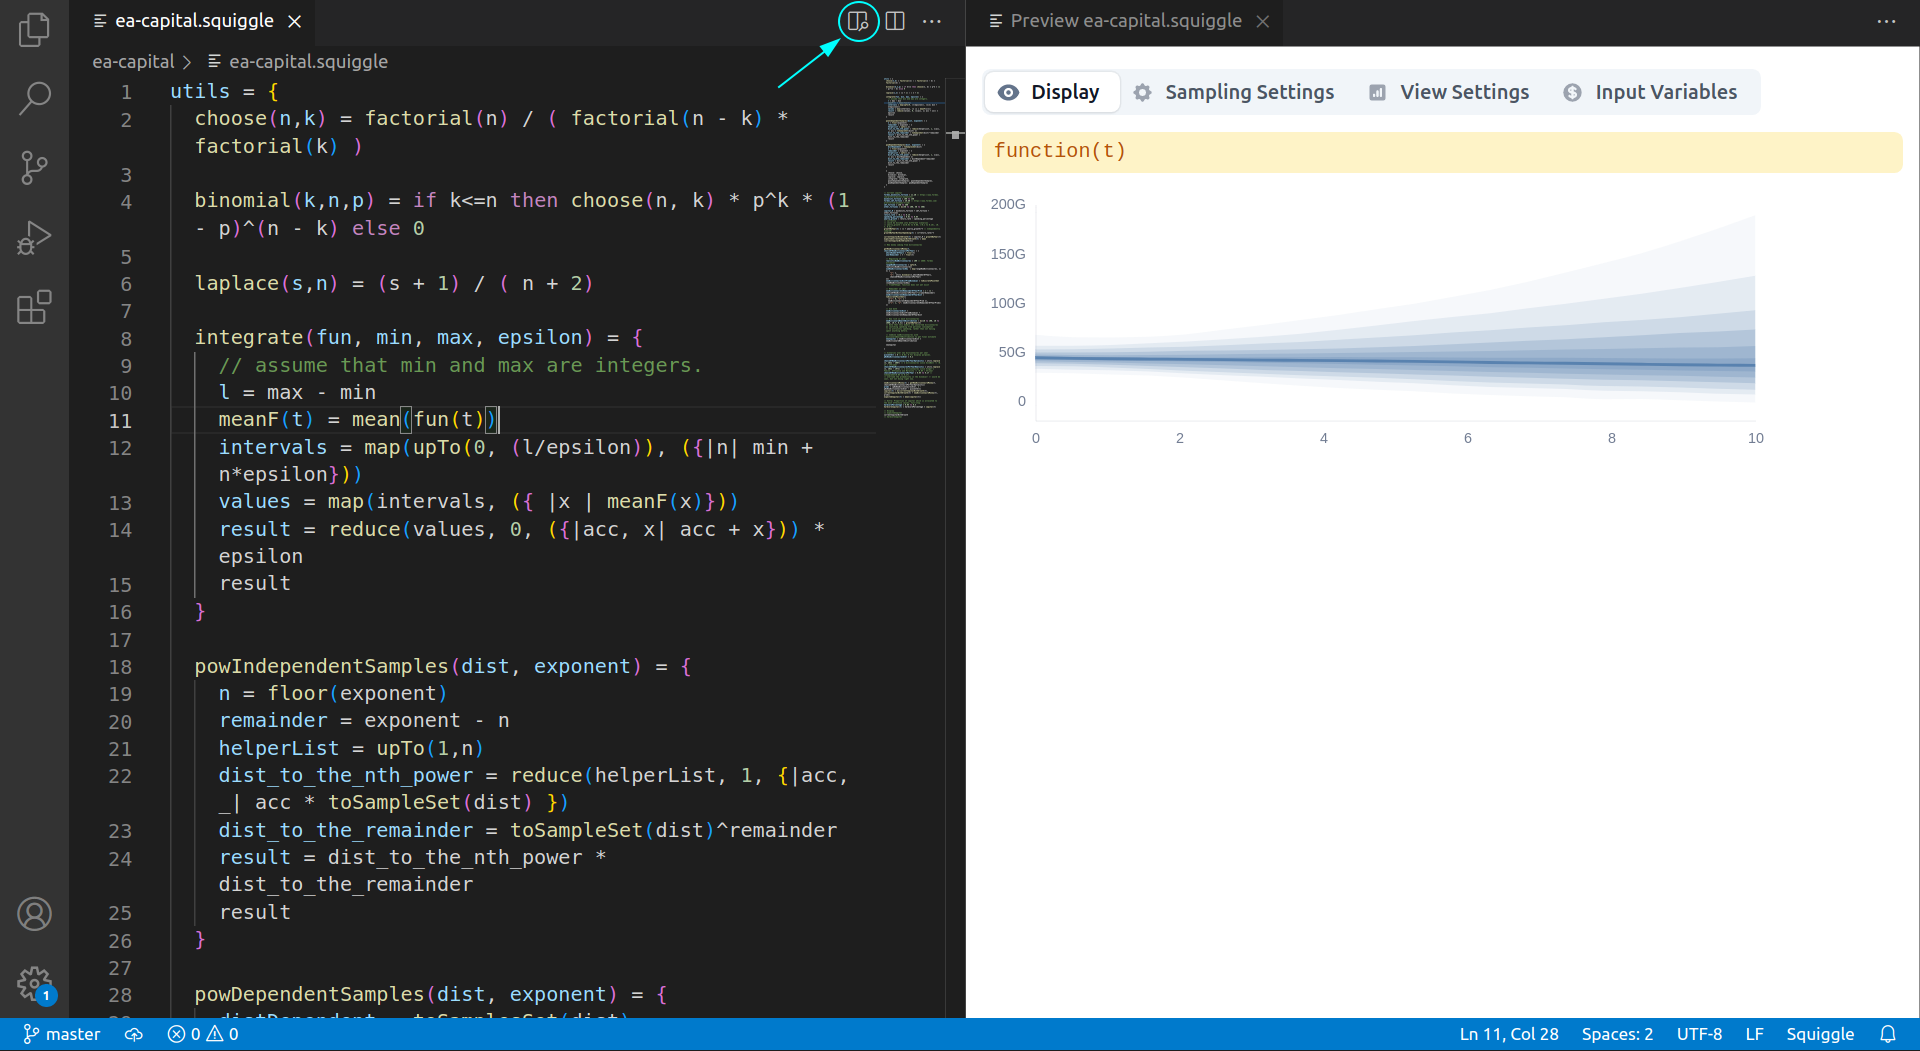 ea-capital.squiggle
Preview ea-capital.squiggle
ea-capital > ea-capital.squiggle
1 utils = {
2 choose(n,k) = factorial(n) / ( factorial(n - k) *
factorial(k) )
3
4 binomial(k,n,p) = if k<=n then choose(n, k) * p^k * (1
- p)^(n - k) else 0
5
6 laplace(s,n) = (s + 1) / ( n + 2)
7
8 integrate(fun, min, max, epsilon) = {
9 // assume that min and max are integers.
10 l = max - min
11 meanF(t) = mean(fun(t))
12 intervals = map(upTo(0, (l/epsilon)), ({|n| min +
n*epsilon}))
13 values = map(intervals, ({ |x | meanF(x)}))
14 result = reduce(values, 0, ({|acc, x| acc + x})) *
epsilon
15 result
16 }
17
18 powIndependentSamples(dist, exponent) = {
19 n = floor(exponent)
20 remainder = exponent - n
21 helperList = upTo(1,n)
22 dist_to_the_nth_power = reduce(helperList, 1, {|acc,
_| acc * toSampleSet(dist) })
23 dist_to_the_remainder = toSampleSet(dist)^remainder
24 result = dist_to_the_nth_power *
dist_to_the_remainder
25 result
26 }
27
28 powDependentSamples(dist, exponent) = {
Display
Sampling Settings
View Settings
Input Variables
function(t)
200G
150G
100G
50G
0
0 2 4 6 8 10
1
master
0 0
Ln 11, Col 28
Spaces: 2
UTF-8
LF
Squiggle